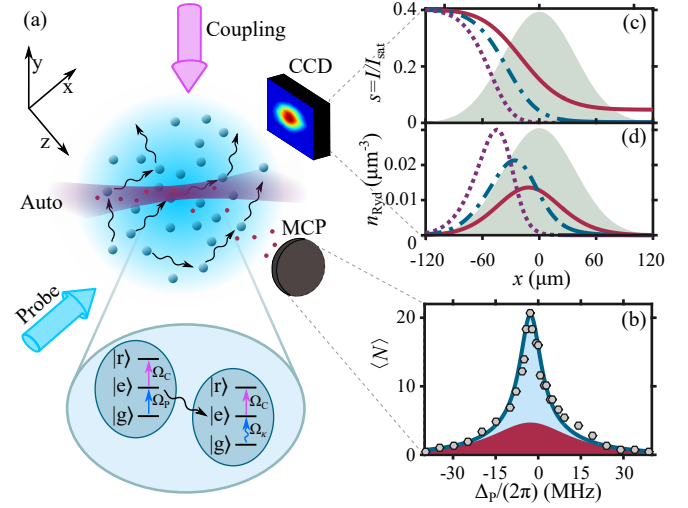 (a)
Coupling
CCD
y
x
z
Auto
MCP
Probe
|r⟩
|e⟩
|g⟩
Ω_C
Ω_P
|r⟩
|e⟩
|g⟩
Ω_C
Ω_κ
(c)
s=I/I_sat
0.4
0.2
0
(d)
n_Ryd (μm⁻³)
0.02
0.01
0
-120 -60 0 60 120
x (μm)
(b)
⟨N⟩
20
10
0
-30 -15 0 15 30
Δ_P/(2π) (MHz)